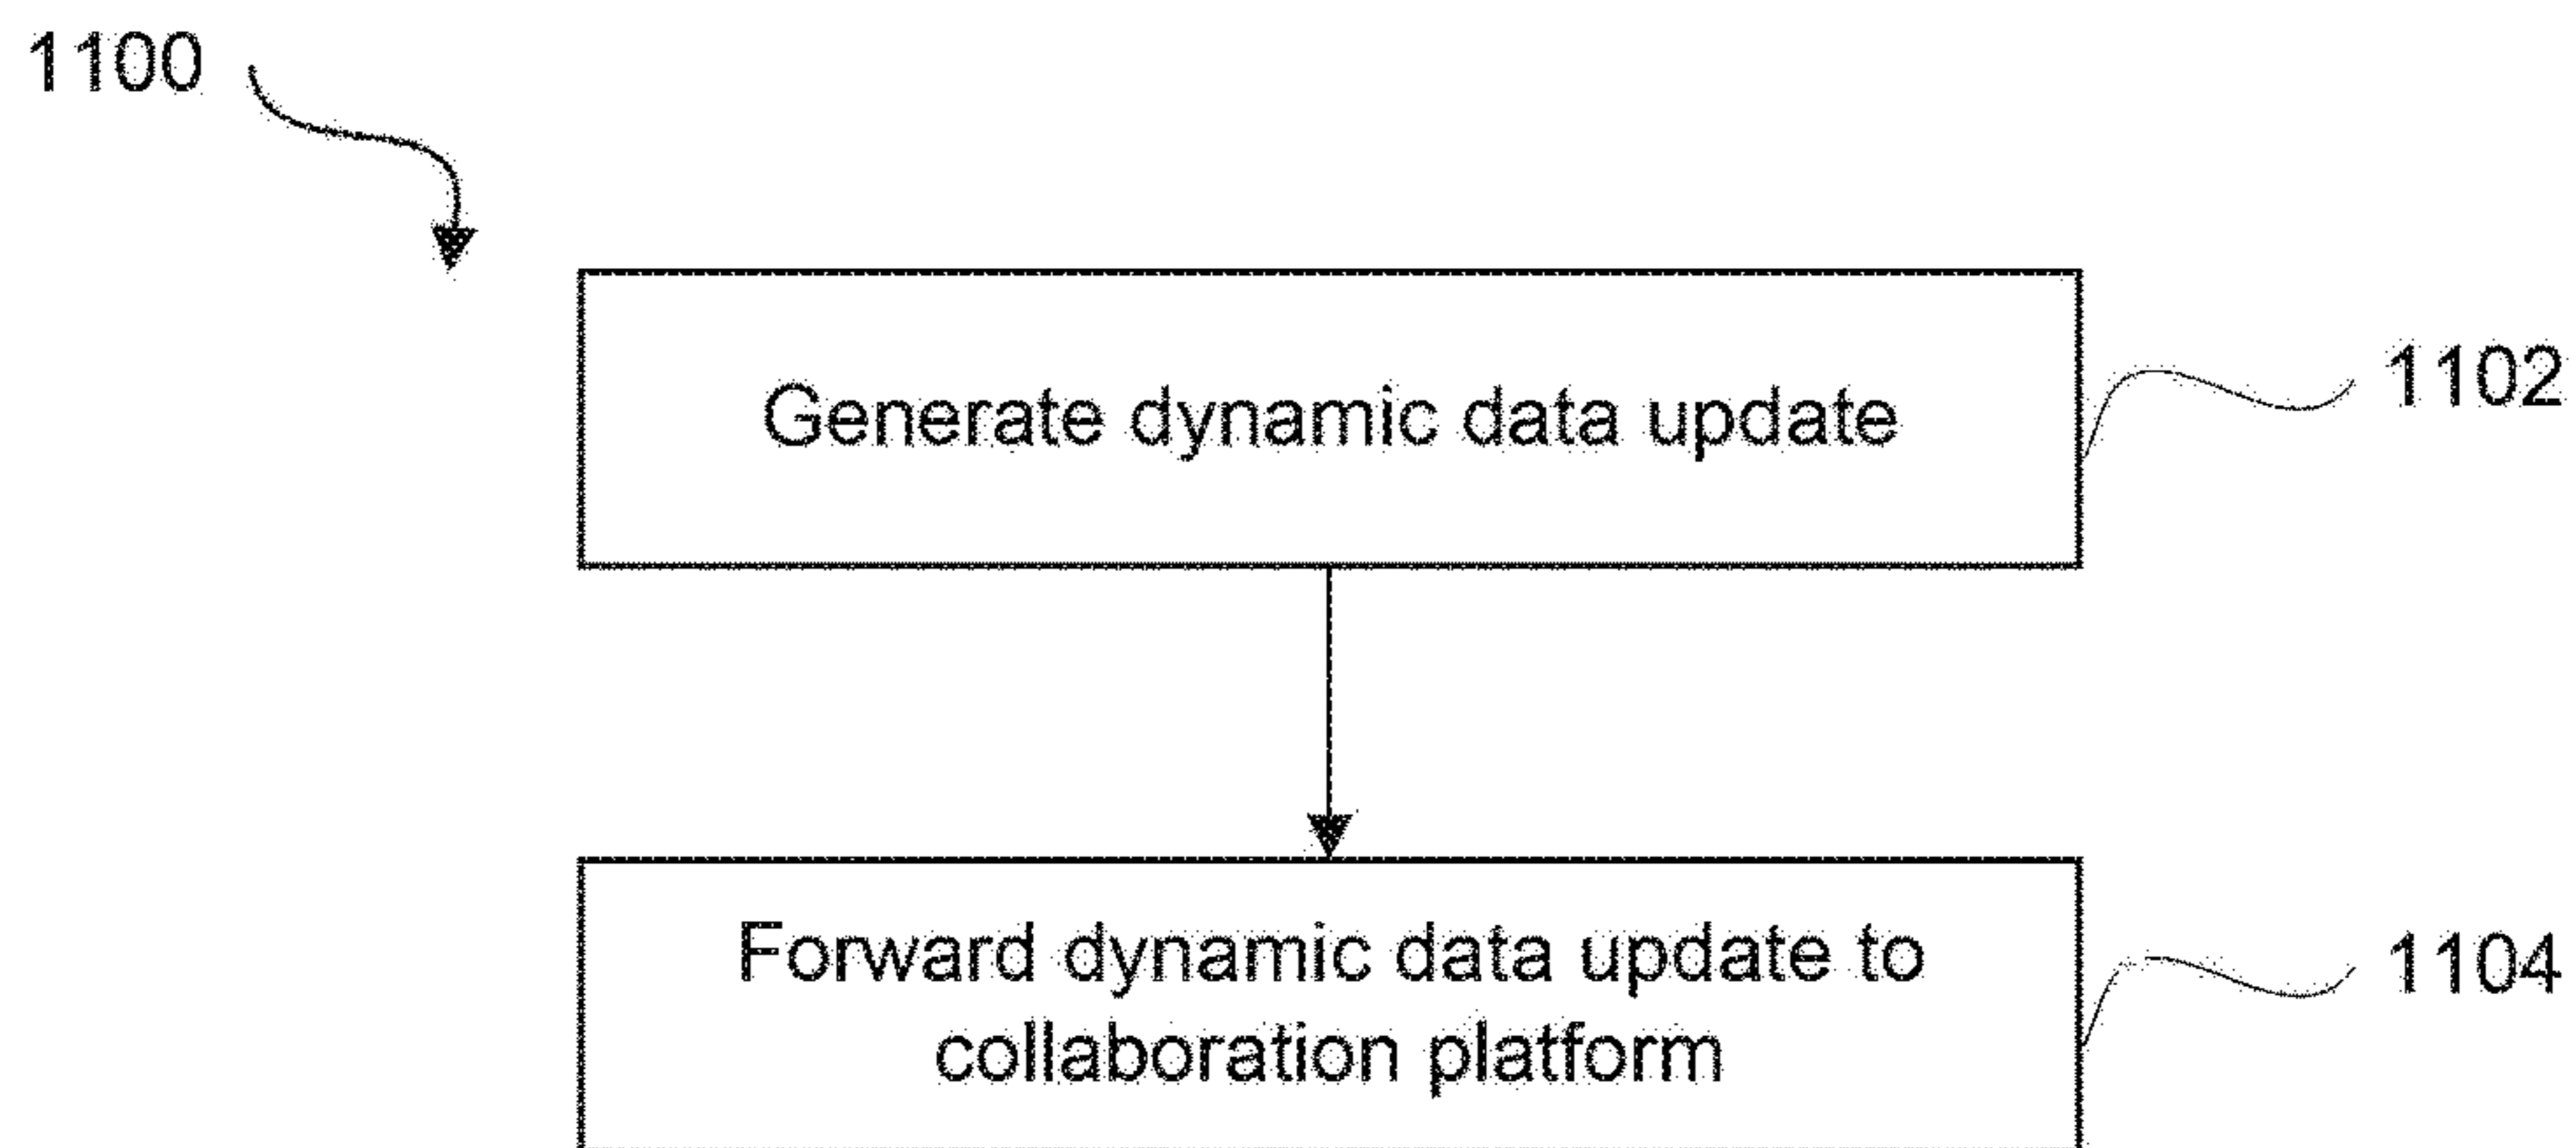 1100
Generate dynamic data update
1102
Forward dynamic data update to
collaboration platform
1104